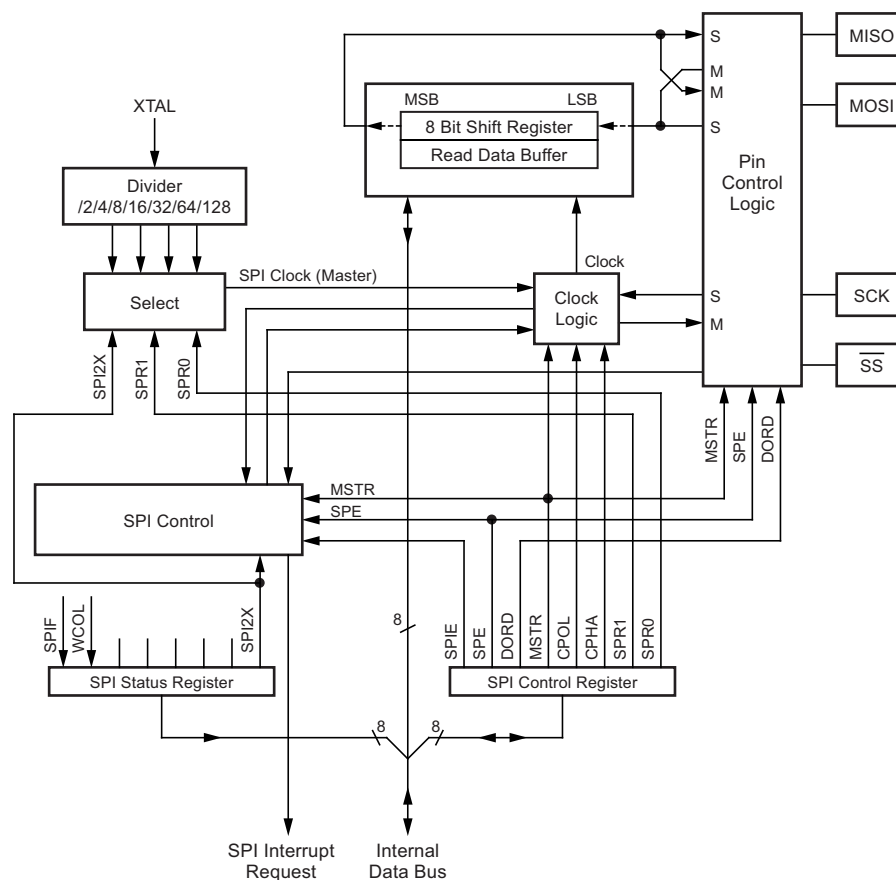 S
MISO
M
M
MSB
LSB
MOSI
XTAL
8 Bit Shift Register
S
Read Data Buffer
Pin
Control
Logic
Divider
/2/4/8/16/32/64/128
SPI Clock (Master)
Clock
Select
Clock
Logic
S
SCK
M
SS
SPI2X
SPR1
SPR0
MSTR
SPE
DORD
MSTR
SPI Control
SPE
SPIF
WCOL
SPI2X
8
SPIE
SPE
DORD
MSTR
CPOL
CPHA
SPR1
SPR0
SPI Status Register
SPI Control Register
8
8
SPI Interrupt
Request
Internal
Data Bus